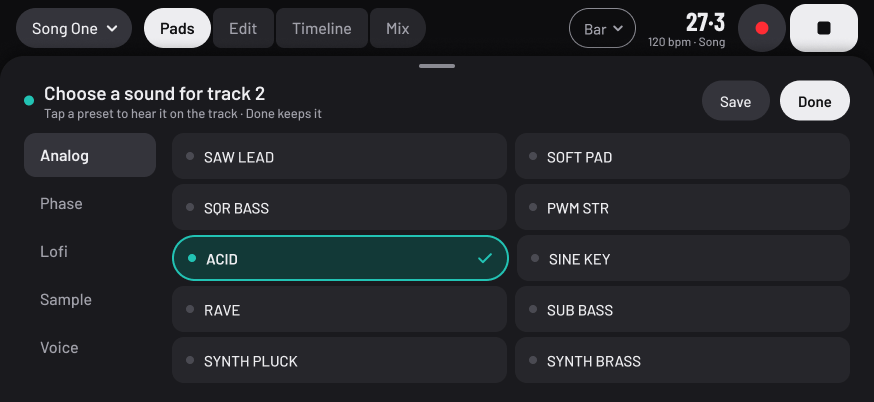 Song One
Pads
Edit
Timeline
Mix
Bar
27·3
120 bpm · Song
Choose a sound for track 2
Tap a preset to hear it on the track · Done keeps it
Save
Done
Analog
Phase
Lofi
Sample
Voice
SAW LEAD
SOFT PAD
SQR BASS
PWM STR
ACID
SINE KEY
RAVE
SUB BASS
SYNTH PLUCK
SYNTH BRASS